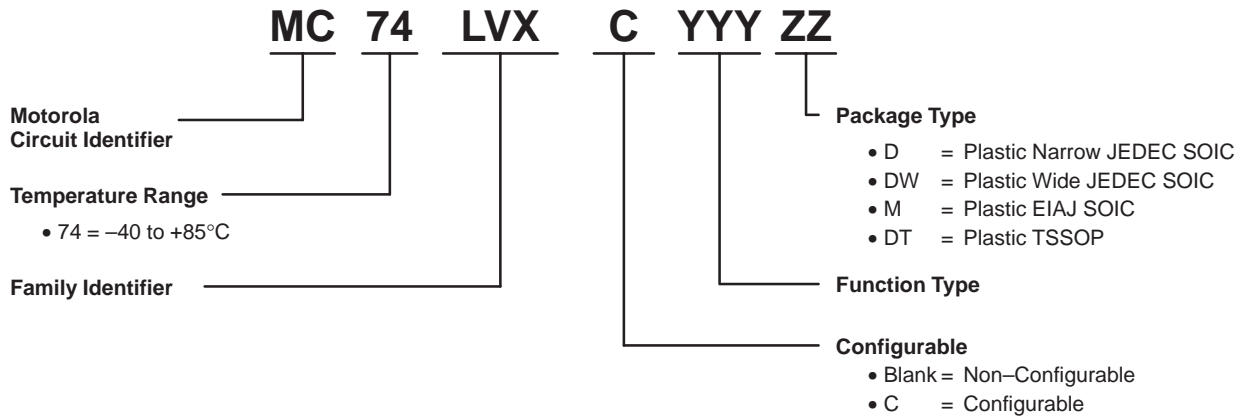 MC 74 LVX C YYY ZZ
Motorola
Circuit Identifier
Temperature Range
• 74 = –40 to +85°C
Family Identifier
Package Type
• D = Plastic Narrow JEDEC SOIC
• DW = Plastic Wide JEDEC SOIC
• M = Plastic EIAJ SOIC
• DT = Plastic TSSOP
Function Type
Configurable
• Blank = Non–Configurable
• C = Configurable